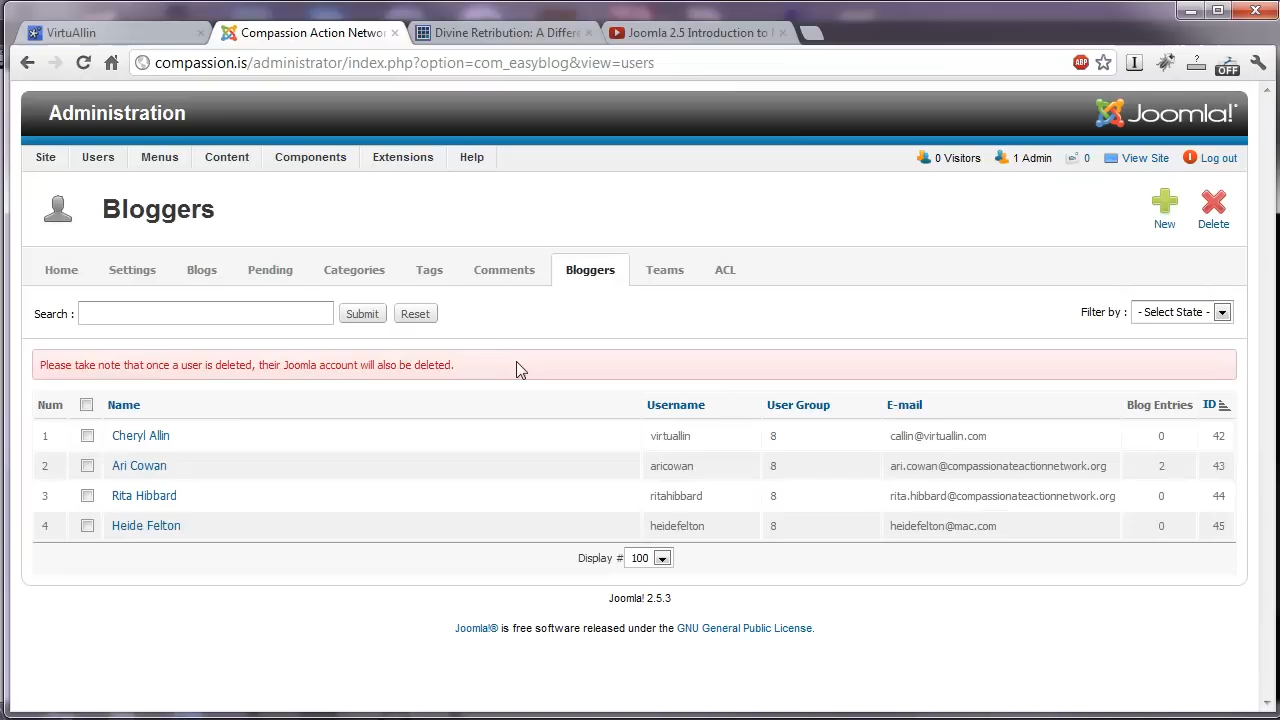 VirtuAllin
Compassion Action Networ
Divine Retribution: A Differe
Joomla 2.5 Introduction to
compassion.is/administrator/index.php?option=com_easyblog&view=users
ABP
OFF
Administration
Joomla!
Site Users Menus Content Components Extensions Help
0 Visitors 1 Admin 0 View Site Log out
Bloggers
New Delete
Home Settings Blogs Pending Categories Tags Comments Bloggers Teams ACL
Search : Submit Reset
Filter by : - Select State -
Please take note that once a user is deleted, their Joomla account will also be deleted.
Num Name Username User Group E-mail Blog Entries ID
1 Cheryl Allin virtuallin 8 callin@virtuallin.com 0 42
2 Ari Cowan aricowan 8 ari.cowan@compassionateactionnetwork.org 2 43
3 Rita Hibbard ritahibbard 8 rita.hibbard@compassionateactionnetwork.org 0 44
4 Heide Felton heidefelton 8 heidefelton@mac.com 0 45
Display # 100
Joomla! 2.5.3
Joomla!® is free software released under the GNU General Public License.